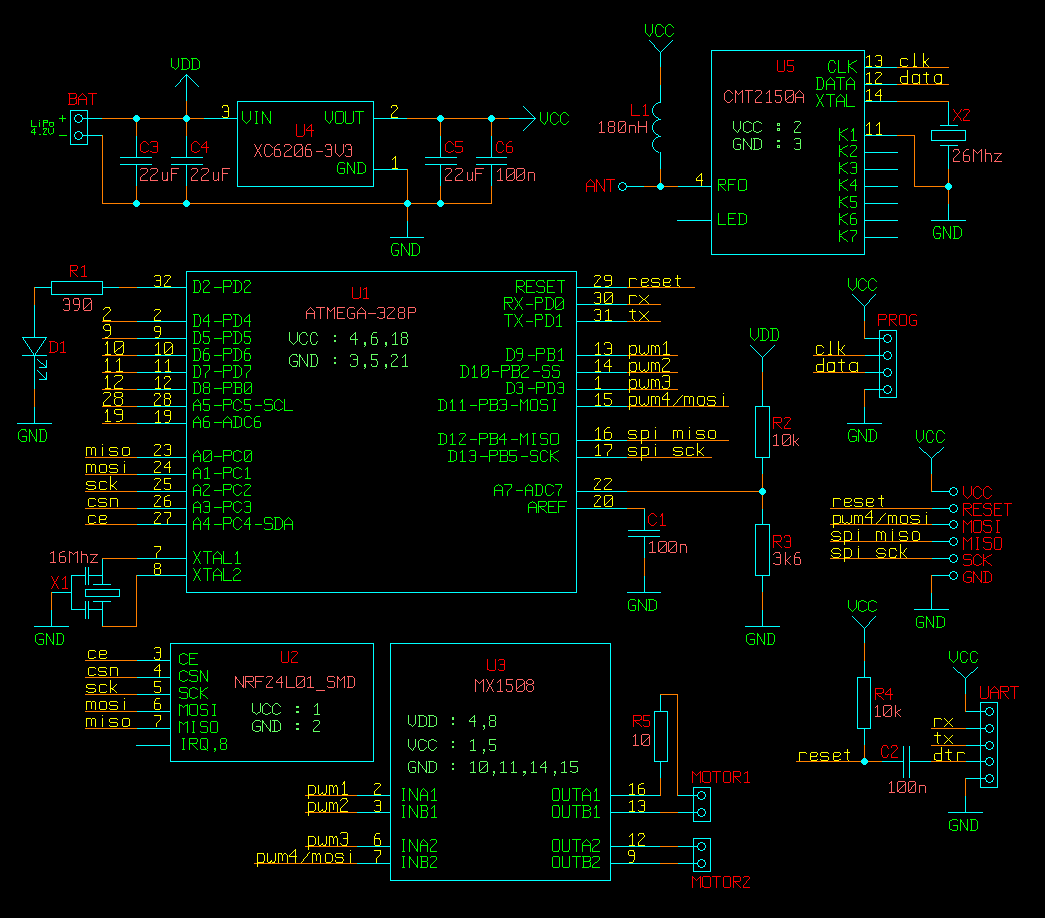 VDD
BAT
LiPo
4.2V
+
−
3 VIN VOUT 2
VCC
U4
XC6206-3V3
GND 1
C3
22uF
C4
22uF
C5
22uF
C6
100n
GND
VCC
L1
180nH
ANT
4 RFO
LED
U5
CMT2150A
VCC : 2
GND : 3
CLK 13 clk
DATA 12 data
XTAL 14
K1 11
K2
K3
K4
K5
K6
K7
X2
26Mhz
GND
R1
390
D1
GND
32 D2-PD2
2 2 D4-PD4
9 9 D5-PD5
10 10 D6-PD6
11 11 D7-PD7
12 12 D8-PB0
28 28 A5-PC5-SCL
19 19 A6-ADC6
miso 23 A0-PC0
mosi 24 A1-PC1
sck 25 A2-PC2
csn 26 A3-PC3
ce 27 A4-PC4-SDA
7 XTAL1
8 XTAL2
16Mhz
X1
GND
U1
ATMEGA-328P
VCC : 4,6,18
GND : 3,5,21
RESET 29 reset
RX-PD0 30 rx
TX-PD1 31 tx
D9-PB1 13 pwm1
D10-PB2-SS 14 pwm2
D3-PD3 1 pwm3
D11-PB3-MOSI 15 pwm4/mosi
D12-PB4-MISO 16 spi miso
D13-PB5-SCK 17 spi sck
A7-ADC7 22
AREF 20
C1
100n
GND
VDD
R2
10k
R3
3k6
GND
VCC
PROG
clk
data
GND
VCC
VCC
reset RESET
pwm4/mosi MOSI
spi miso MISO
spi sck SCK
GND
GND
ce 3 CE
csn 4 CSN
sck 5 SCK
mosi 6 MOSI
miso 7 MISO
IRQ,8
U2
NRF24L01_SMD
VCC : 1
GND : 2
U3
MX1508
VDD : 4,8
VCC : 1,5
GND : 10,11,14,15
pwm1 2 INA1
pwm2 3 INB1
pwm3 6 INA2
pwm4/mosi 7 INB2
OUTA1 16
OUTB1 13
OUTA2 12
OUTB2 9
R5
10
MOTOR1
MOTOR2
VCC
R4
10k
reset
C2
100n
VCC
UART
rx
tx
dtr
GND